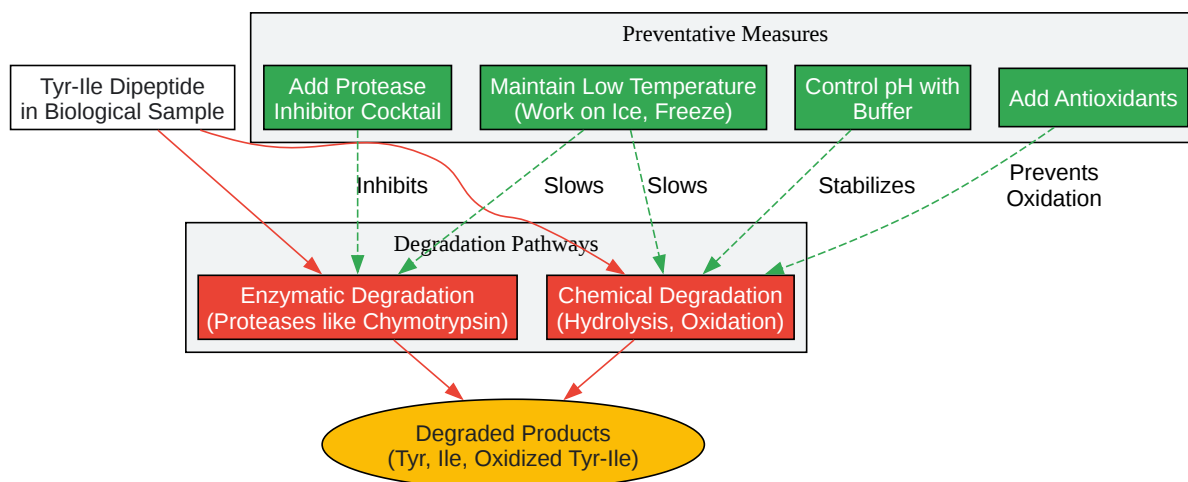 Preventative Measures
Tyr-Ile Dipeptide
in Biological Sample
Add Protease
Inhibitor Cocktail
Maintain Low Temperature
(Work on Ice, Freeze)
Control pH with
Buffer
Add Antioxidants
Inhibits
Slows
Slows
Stabilizes
Prevents
Oxidation
Degradation Pathways
Enzymatic Degradation
(Proteases like Chymotrypsin)
Chemical Degradation
(Hydrolysis, Oxidation)
Degraded Products
(Tyr, Ile, Oxidized Tyr-Ile)